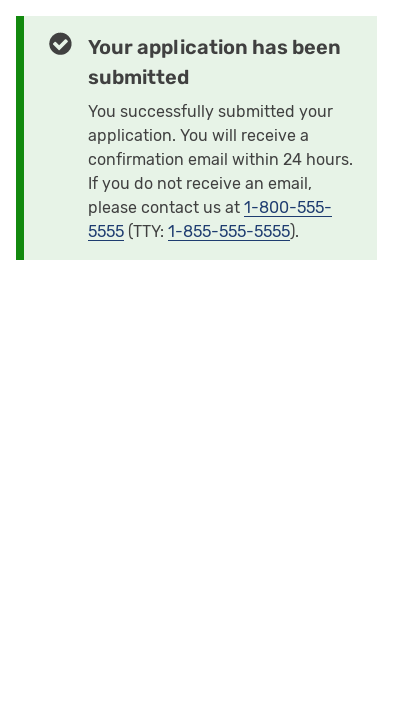 Your application has been
submitted
You successfully submitted your
application. You will receive a
confirmation email within 24 hours.
If you do not receive an email,
please contact us at 1-800-555-
5555 (TTY: 1-855-555-5555).